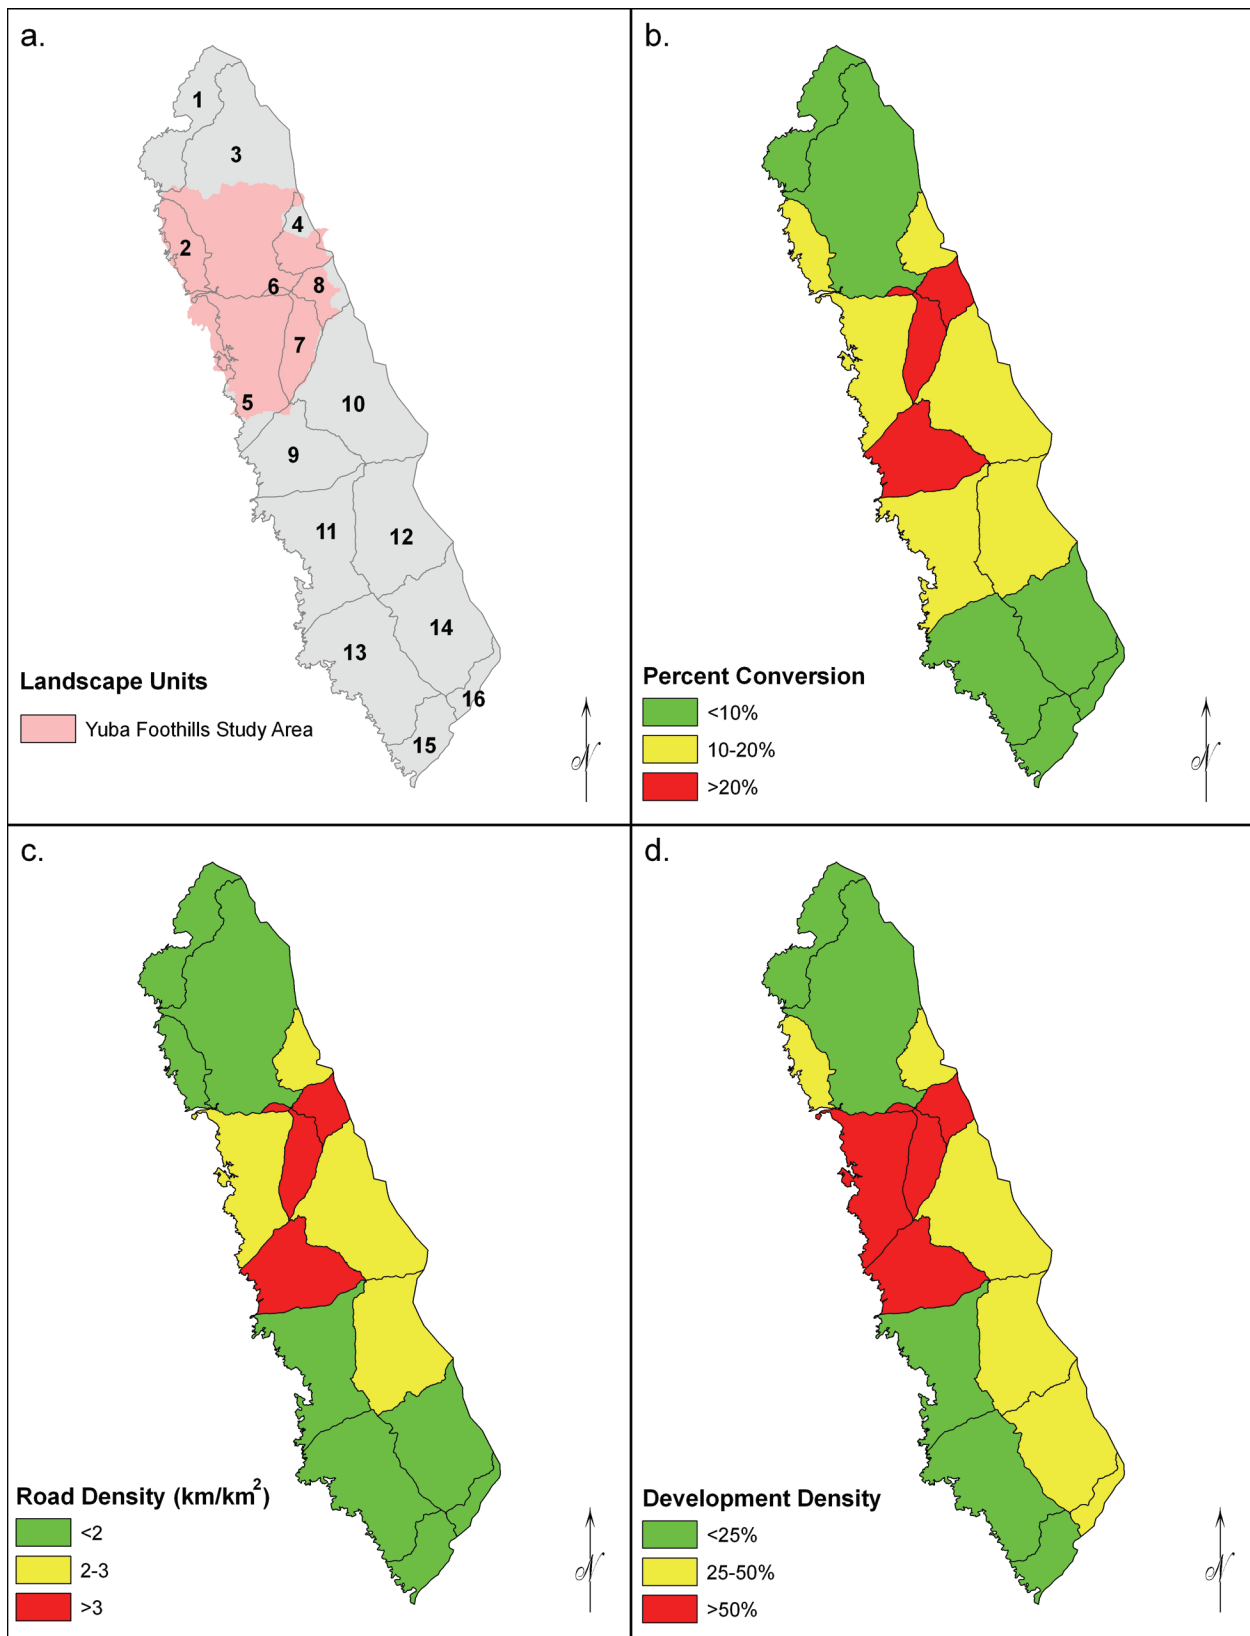 a.
1
3
4
2
6
8
7
5
10
9
11
12
14
13
16
15
Landscape Units
Yuba Foothills Study Area
N
b.
Percent Conversion
<10%
10-20%
>20%
N
c.
Road Density (km/km²)
<2
2-3
>3
N
d.
Development Density
<25%
25-50%
>50%
N